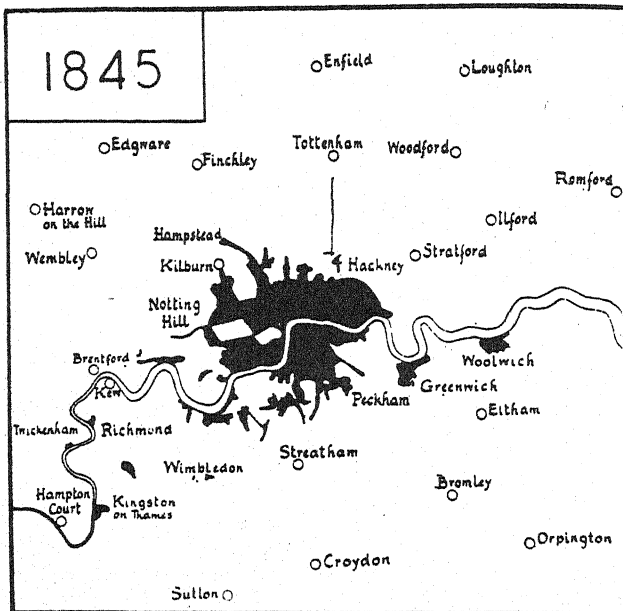 1845
Enfield
Loughton
Edgware
Finchley
Tottenham
Woodford
Romford
Harrow
on the Hill
Ilford
Wembley
Hampstead
Kilburn
Hackney
Stratford
Notting
Hill
Brentford
Kew
Woolwich
Greenwich
Peckham
Eltham
Twickenham
Richmond
Streatham
Wimbledon
Bromley
Hampton
Court
Kingston
on Thames
Orpington
Croydon
Sutton